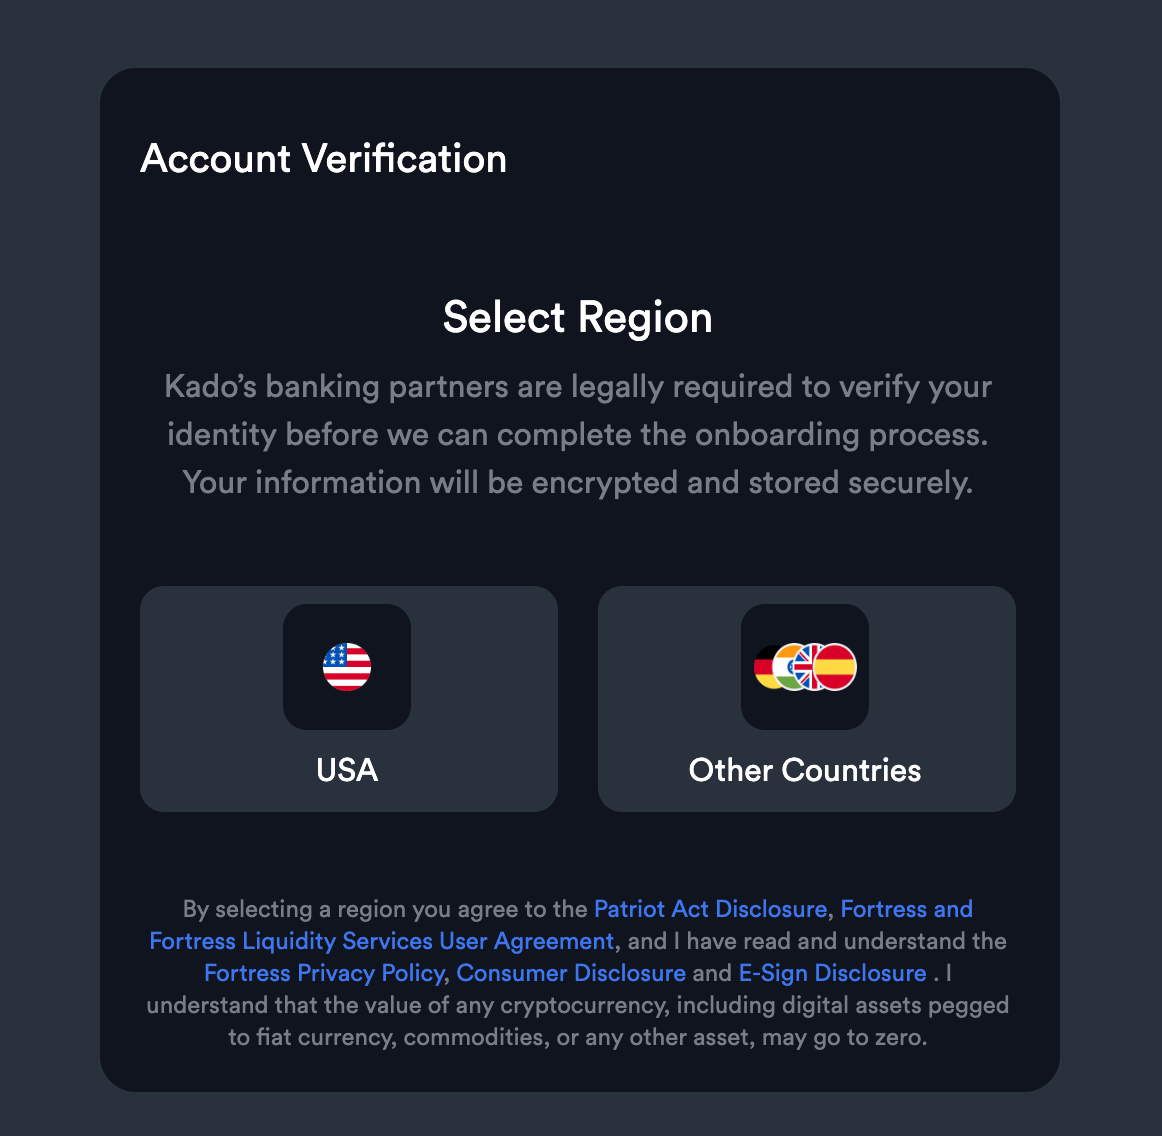 Account Verification
Select Region
Kado’s banking partners are legally required to verify your
identity before we can complete the onboarding process.
Your information will be encrypted and stored securely.
USA
Other Countries
By selecting a region you agree to the Patriot Act Disclosure, Fortress and
Fortress Liquidity Services User Agreement, and I have read and understand the
Fortress Privacy Policy, Consumer Disclosure and E-Sign Disclosure . I
understand that the value of any cryptocurrency, including digital assets pegged
to fiat currency, commodities, or any other asset, may go to zero.